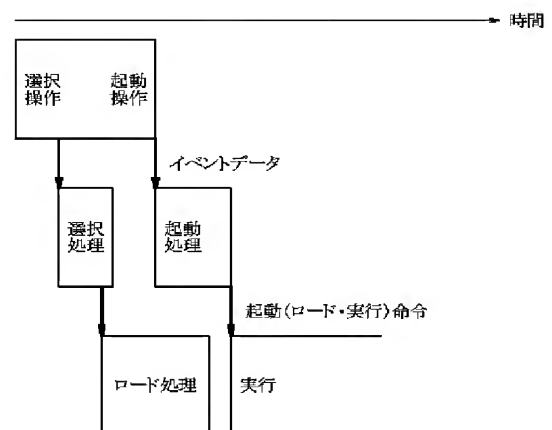 時間
選択 起動
操作 操作
イベントデータ
選択 起動
処理 処理
起動(ロード・実行)命令
ロード処理 実行